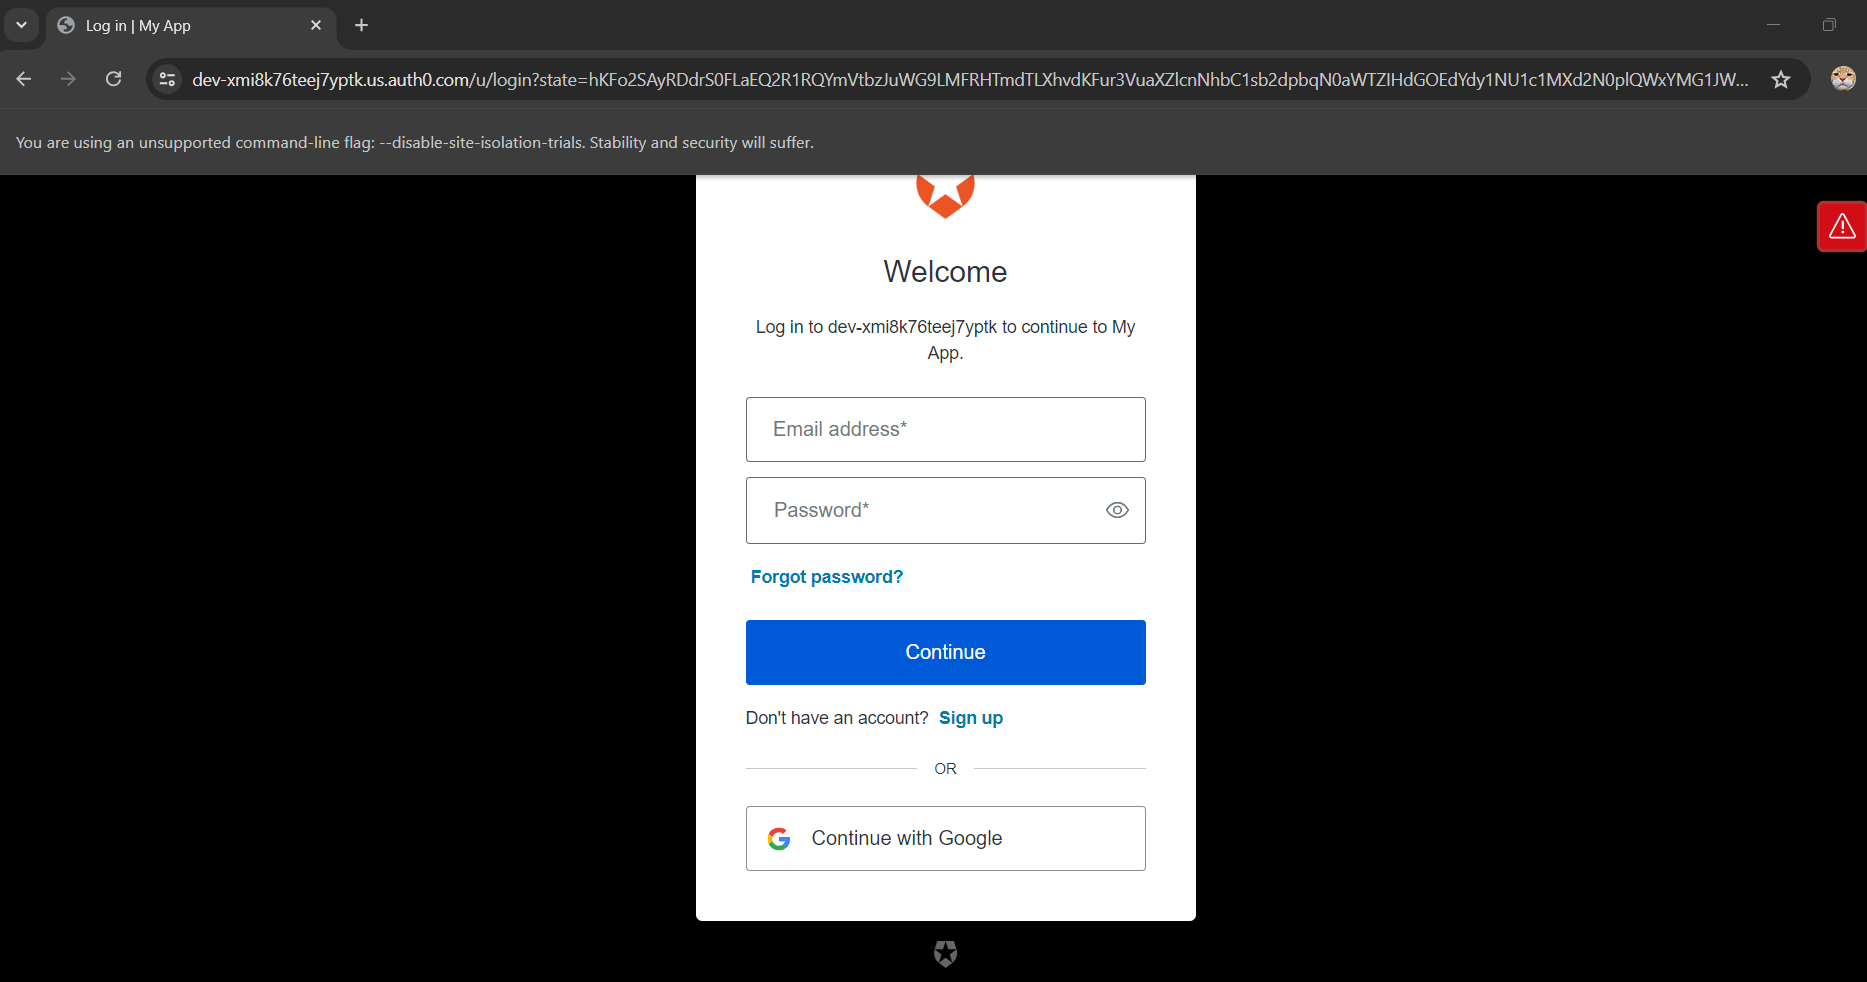 Log in | My App
dev-xmi8k76teej7yptk.us.auth0.com/u/login?state=hKFo2SAyRDdrS0FLaEQ2R1RQYmVtbzJuWG9LMFRHTmdTLXhvdKFur3VuaXZlcnNhbC1sb2dpbqN0aWTZIHdGOEdYdy1NU1c1MXd2N0plQWxYMG1JW...
You are using an unsupported command-line flag: --disable-site-isolation-trials. Stability and security will suffer.
Welcome
Log in to dev-xmi8k76teej7yptk to continue to My
App.
Email address*
Password*
Forgot password?
Continue
Don't have an account? Sign up
OR
Continue with Google